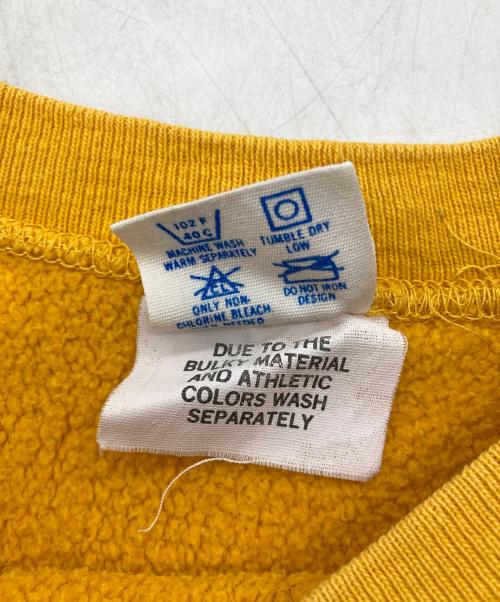 102 F
40 C
MACHINE WASH
WARM SEPARATELY
TUMBLE DRY
LOW
ONLY NON-
CHLORINE BLEACH
NEEDED
DO NOT IRON
DESIGN
DUE TO THE
BULKY MATERIAL
AND ATHLETIC
COLORS WASH
SEPARATELY